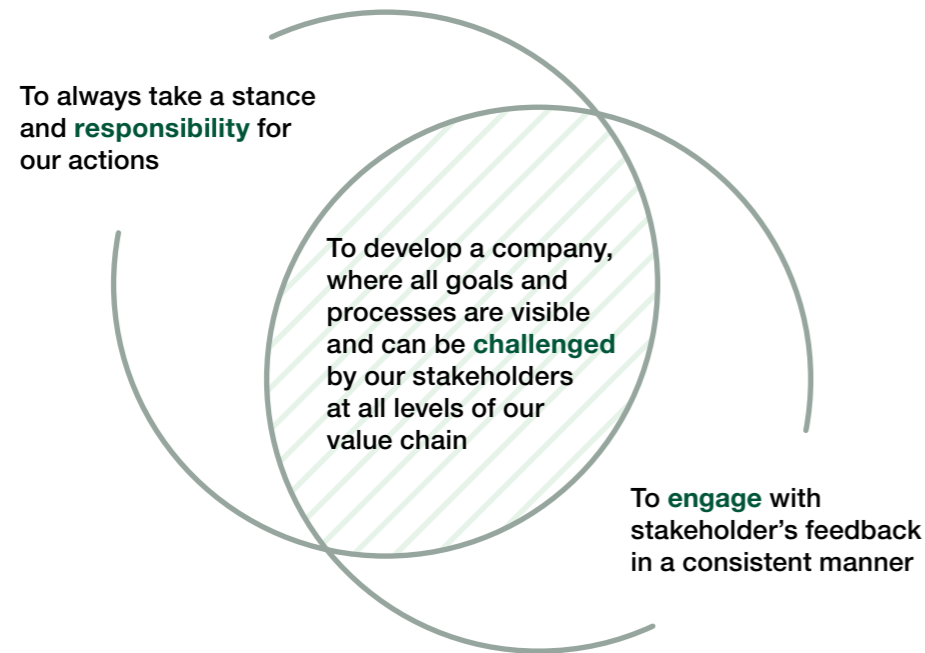 To always take a stance
and responsibility for
our actions
To develop a company,
where all goals and
processes are visible
and can be challenged
by our stakeholders
at all levels of our
value chain
To engage with
stakeholder’s feedback
in a consistent manner